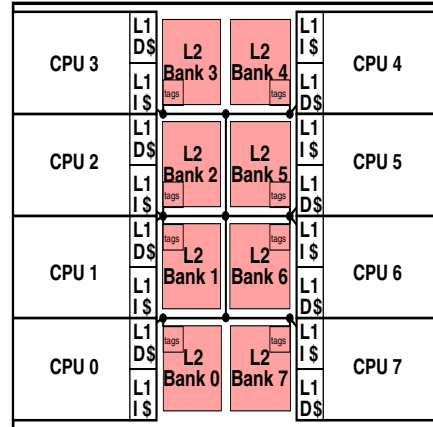 CPU 3
L1
D$
L1
I $
L2
Bank 3
tags
L2
Bank 4
tags
L1
I $
L1
D$
CPU 4
CPU 2
L1
D$
L1
I $
L2
Bank 2
tags
L2
Bank 5
tags
L1
I $
L1
D$
CPU 5
CPU 1
L1
D$
L1
I $
tags
L2
Bank 1
tags
L2
Bank 6
L1
I $
L1
D$
CPU 6
CPU 0
L1
D$
L1
I $
tags
L2
Bank 0
tags
L2
Bank 7
L1
I $
L1
D$
CPU 7